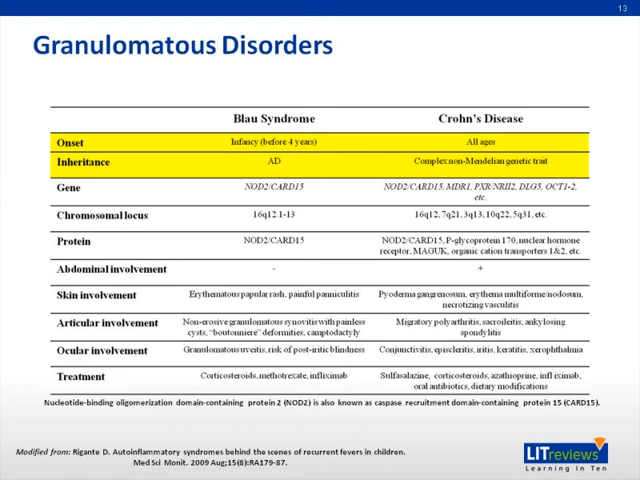 13
Granulomatous Disorders
Blau Syndrome Crohn's Disease
Onset Infancy (before 4 years) All ages
Inheritance AD Complex non-Mendelian genetic trait
Gene NOD2/CARD15 NOD2/CARD15, MDR1, PXR/NRII2, DLG5, OCT1-2,
etc.
Chromosomal locus 16q12.1-13 16q12, 7q21, 3q13, 10q22, 5q31, etc.
Protein NOD2/CARD15 NOD2/CARD15, P-glycoprotein 170, nuclear hormone
receptor, MAGUK, organic cation transporters 1&2, etc.
Abdominal involvement - +
Skin involvement Erythematous papular rash, painful panniculitis Pyoderma gangrenosum, erythema multiforme/nodosum,
necrotizing vasculitis
Articular involvement Non-erosive granulomatous synovitis with painless Migratory polyarthritis, sacroileitis, ankylosing
cysts, "boutonniere" deformities, camptodactyly spondylitis
Ocular involvement Granulomatous uveitis, risk of post-iritic blindness Conjunctivitis, episcleritis, iritis, keratitis, xerophthalmia
Treatment Corticosteroids, methotrexate, infliximab Sulfasalazine, corticosteroids, azathioprine, infliximab,
oral antibiotics, dietary modifications
Nucleotide-binding oligomerization domain-containing protein 2 (NOD2) is also known as caspase recruitment domain-containing protein 15 (CARD15).
Modified from: Rigante D. Autoinflammatory syndromes behind the scenes of recurrent fevers in children.
Med Sci Monit. 2009 Aug;15(8):RA179-87.
LITreviews
Learning In Ten